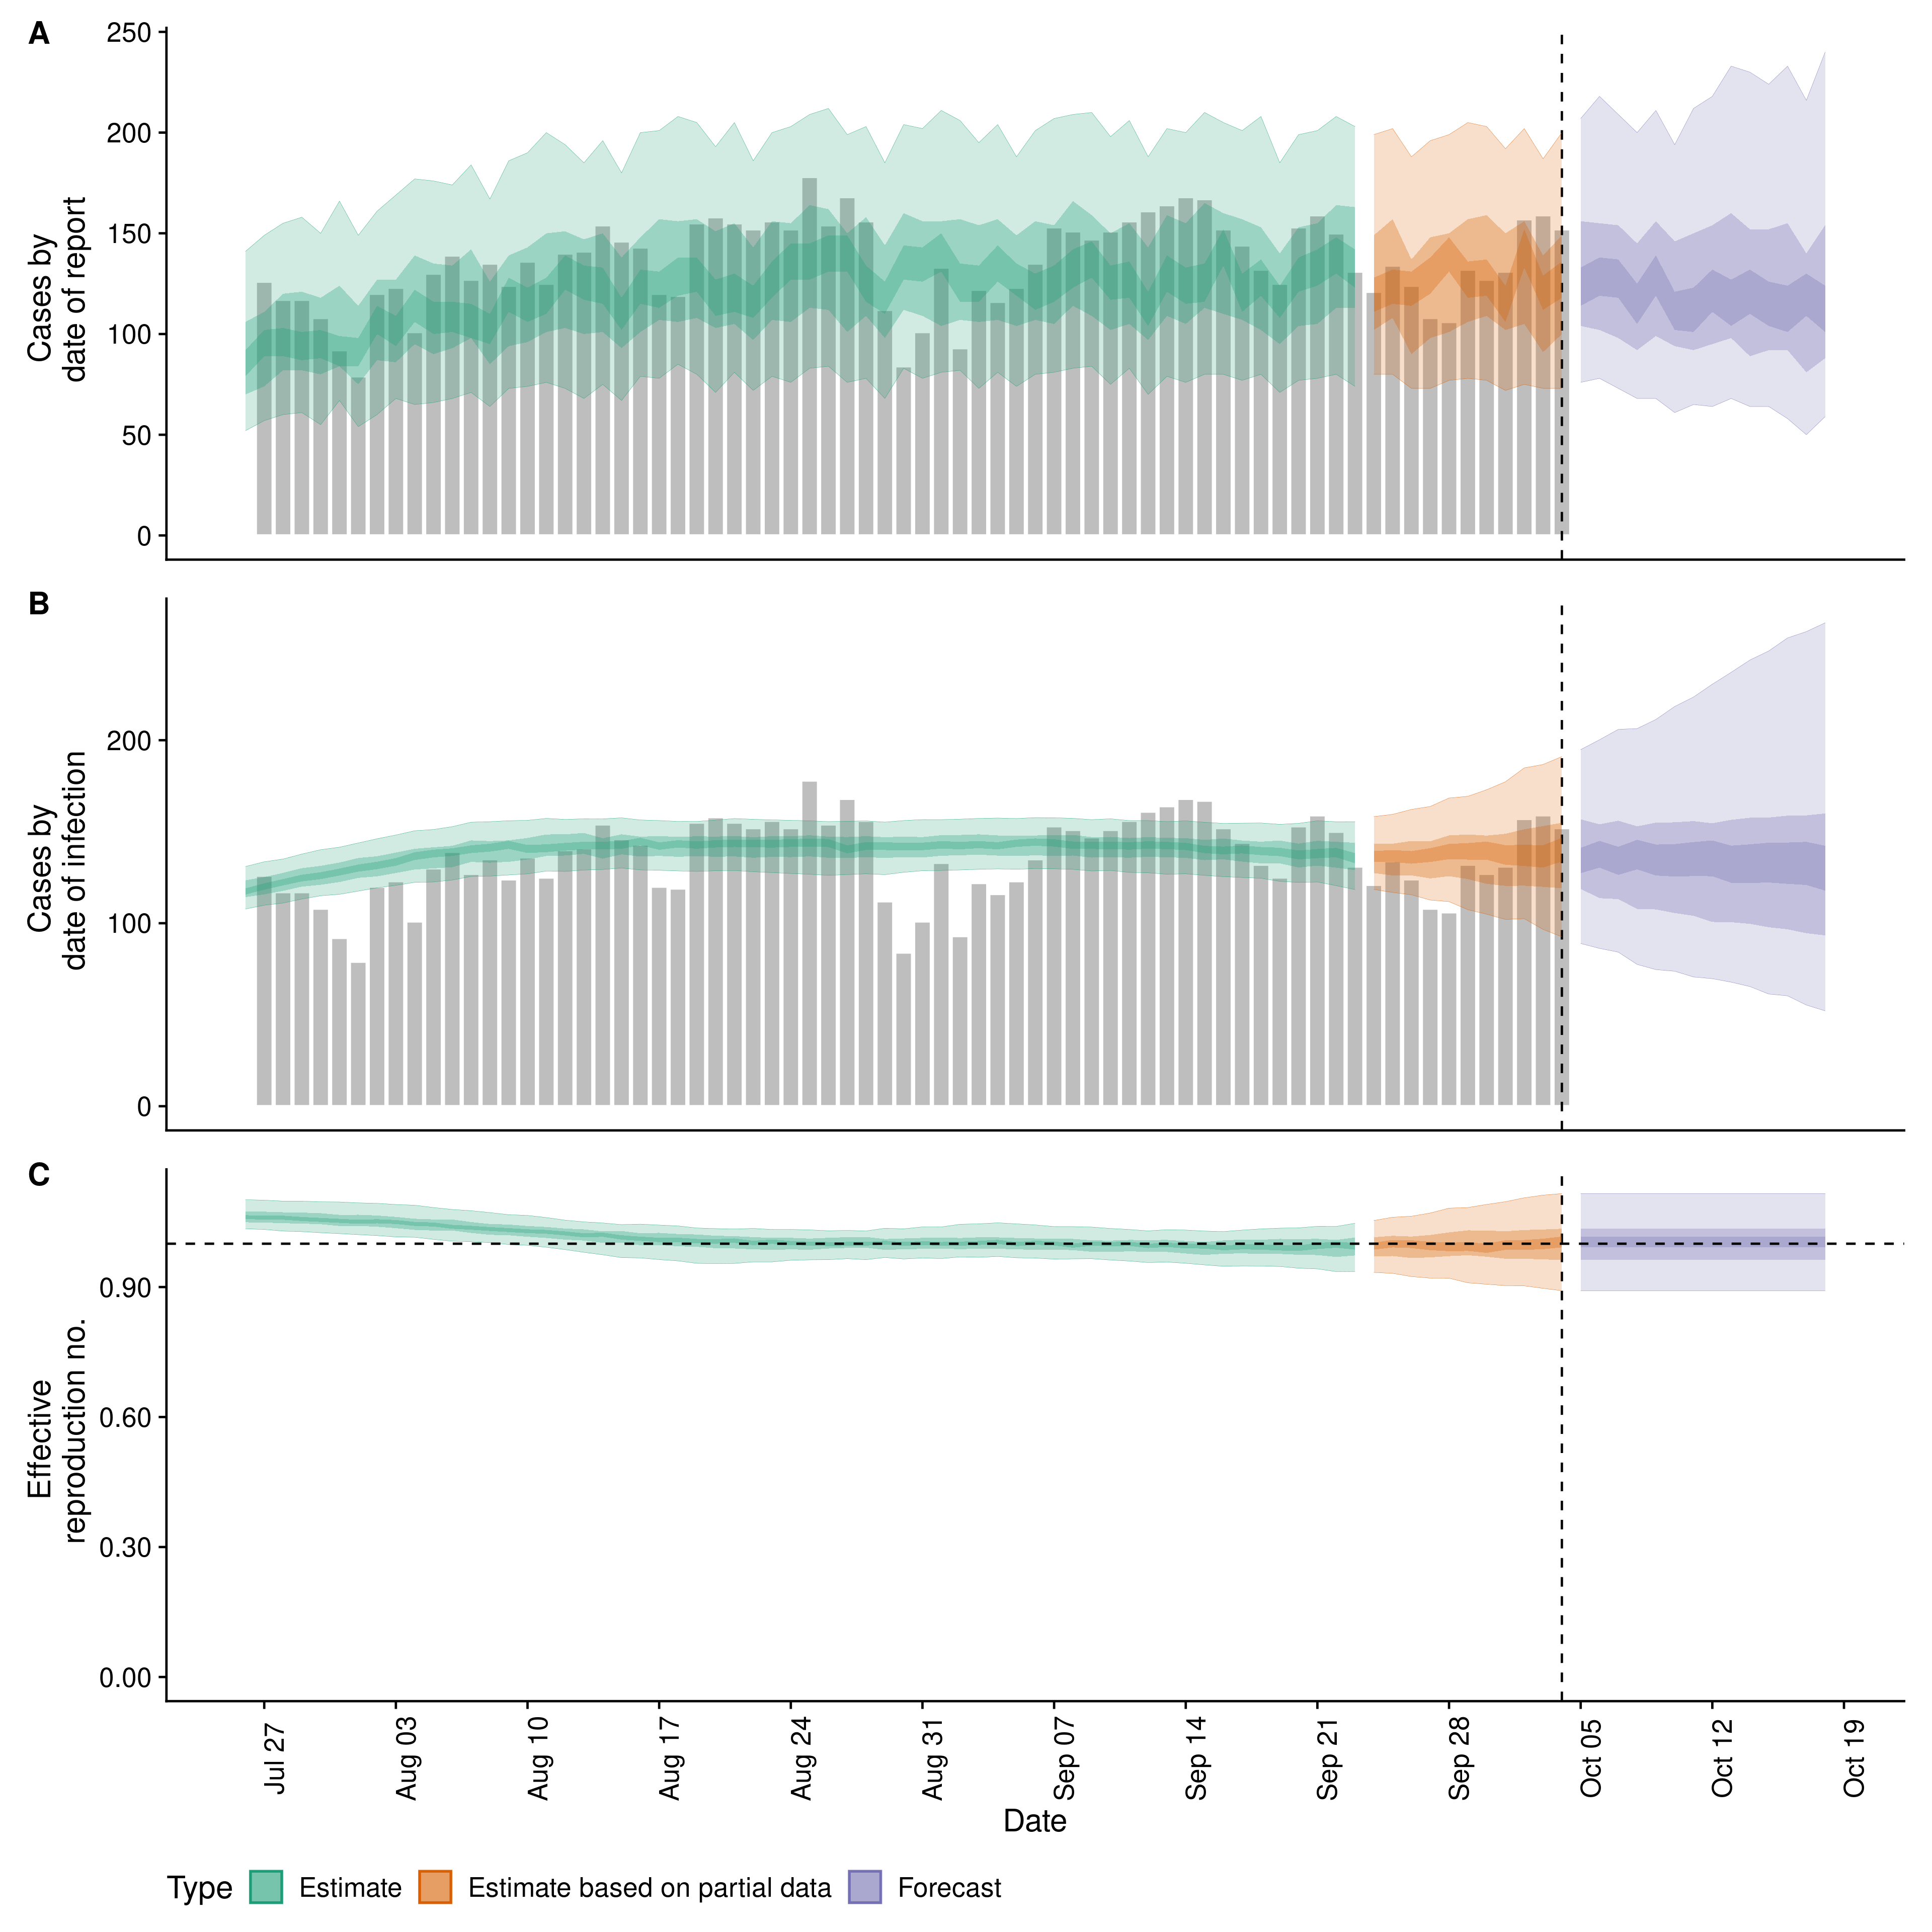 A
Cases by
date of report
250
200
150
100
50
0
B
Cases by
date of infection
200
100
0
C
Effective
reproduction no.
0.90
0.60
0.30
0.00
Jul 27
Aug 03
Aug 10
Aug 17
Aug 24
Aug 31
Sep 07
Sep 14
Sep 21
Sep 28
Oct 05
Oct 12
Oct 19
Date
Type Estimate Estimate based on partial data Forecast